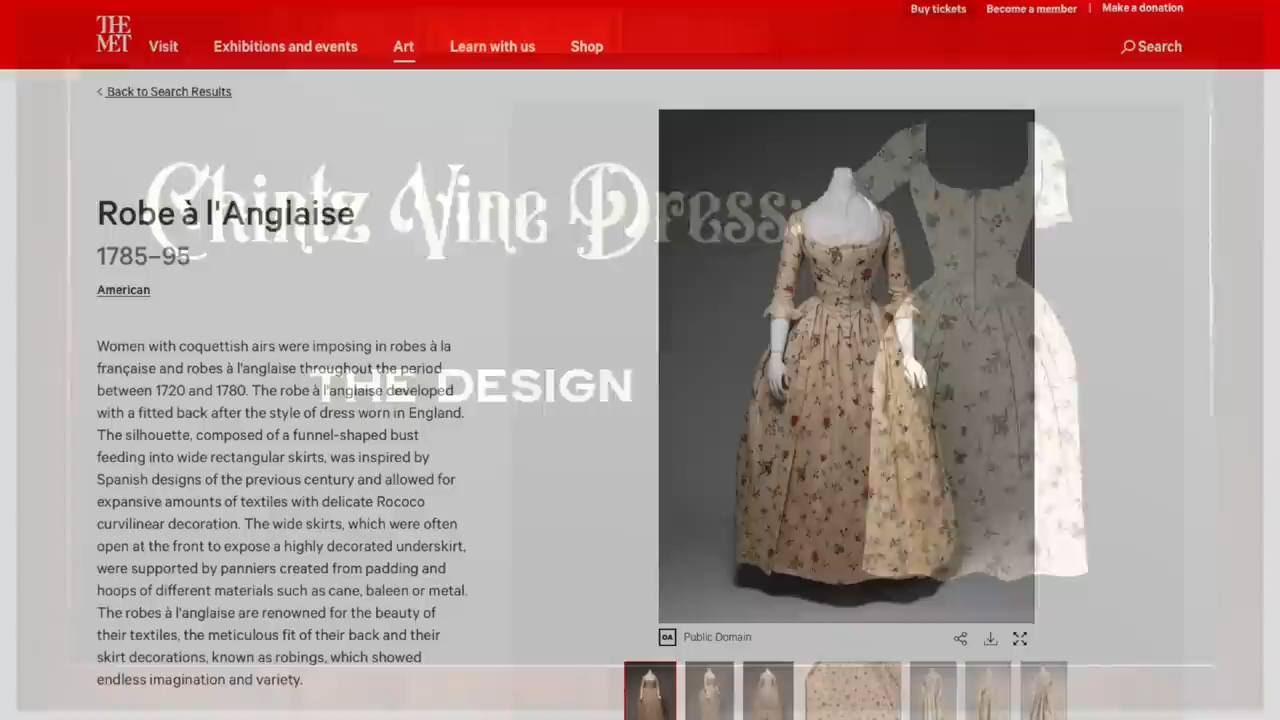 Buy tickets Become a member | Make a donation
THE MET Visit Exhibitions and events Art Learn with us Shop Search
Back to Search Results
Chintz Vine Dress:
Robe à l'Anglaise
1785–95
American
THE DESIGN
Women with coquettish airs were imposing in robes à la
française and robes à l'anglaise throughout the period
between 1720 and 1780. The robe à l'anglaise developed
with a fitted back after the style of dress worn in England.
The silhouette, composed of a funnel-shaped bust
feeding into wide rectangular skirts, was inspired by
Spanish designs of the previous century and allowed for
expansive amounts of textiles with delicate Rococo
curvilinear decoration. The wide skirts, which were often
open at the front to expose a highly decorated underskirt,
were supported by panniers created from padding and
hoops of different materials such as cane, baleen or metal.
The robes à l'anglaise are renowned for the beauty of
their textiles, the meticulous fit of their back and their
skirt decorations, known as robings, which showed
endless imagination and variety.
OA Public Domain